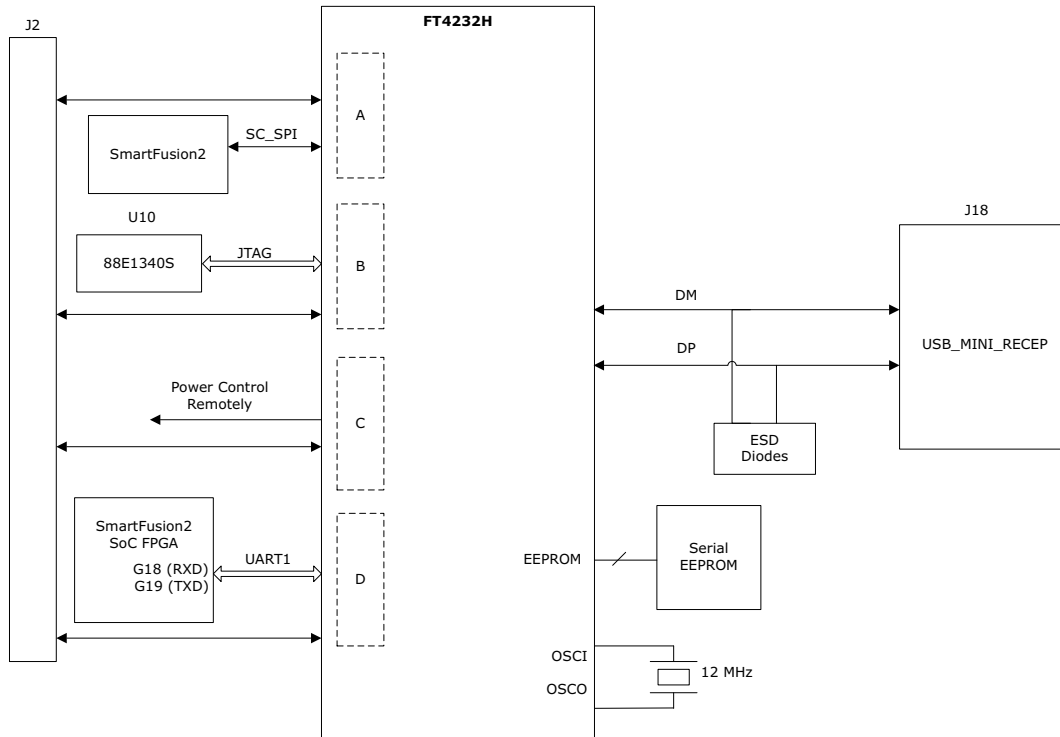 FT4232H
J2
A
SC_SPI
SmartFusion2
U10
J18
88E1340S
JTAG
B
DM
USB_MINI_RECEP
DP
Power Control
Remotely
C
ESD
Diodes
SmartFusion2
SoC FPGA
G18 (RXD)
G19 (TXD)
UART1
D
EEPROM
Serial
EEPROM
OSCI
12 MHz
OSCO